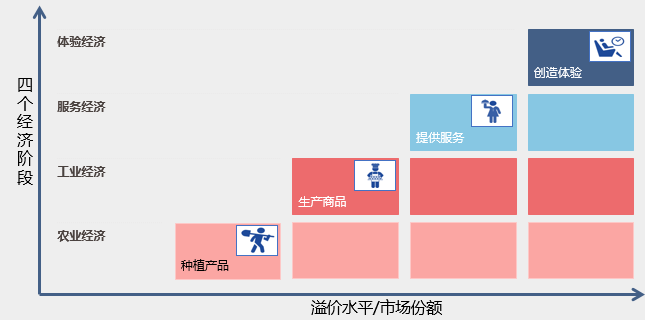 四个经济阶段
体验经济
创造体验
服务经济
提供服务
工业经济
生产商品
农业经济
种植产品
溢价水平/市场份额